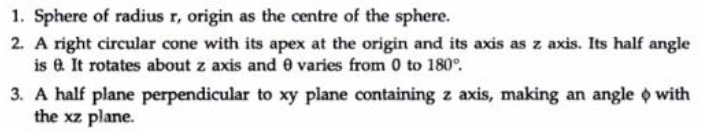 1. Sphere of radius r, origin as the centre of the sphere.
2. A right circular cone with its apex at the origin and its axis as z axis. Its half angle
is θ. It rotates about z axis and θ varies from 0 to 180°.
3. A half plane perpendicular to xy plane containing z axis, making an angle ϕ with
the xz plane.